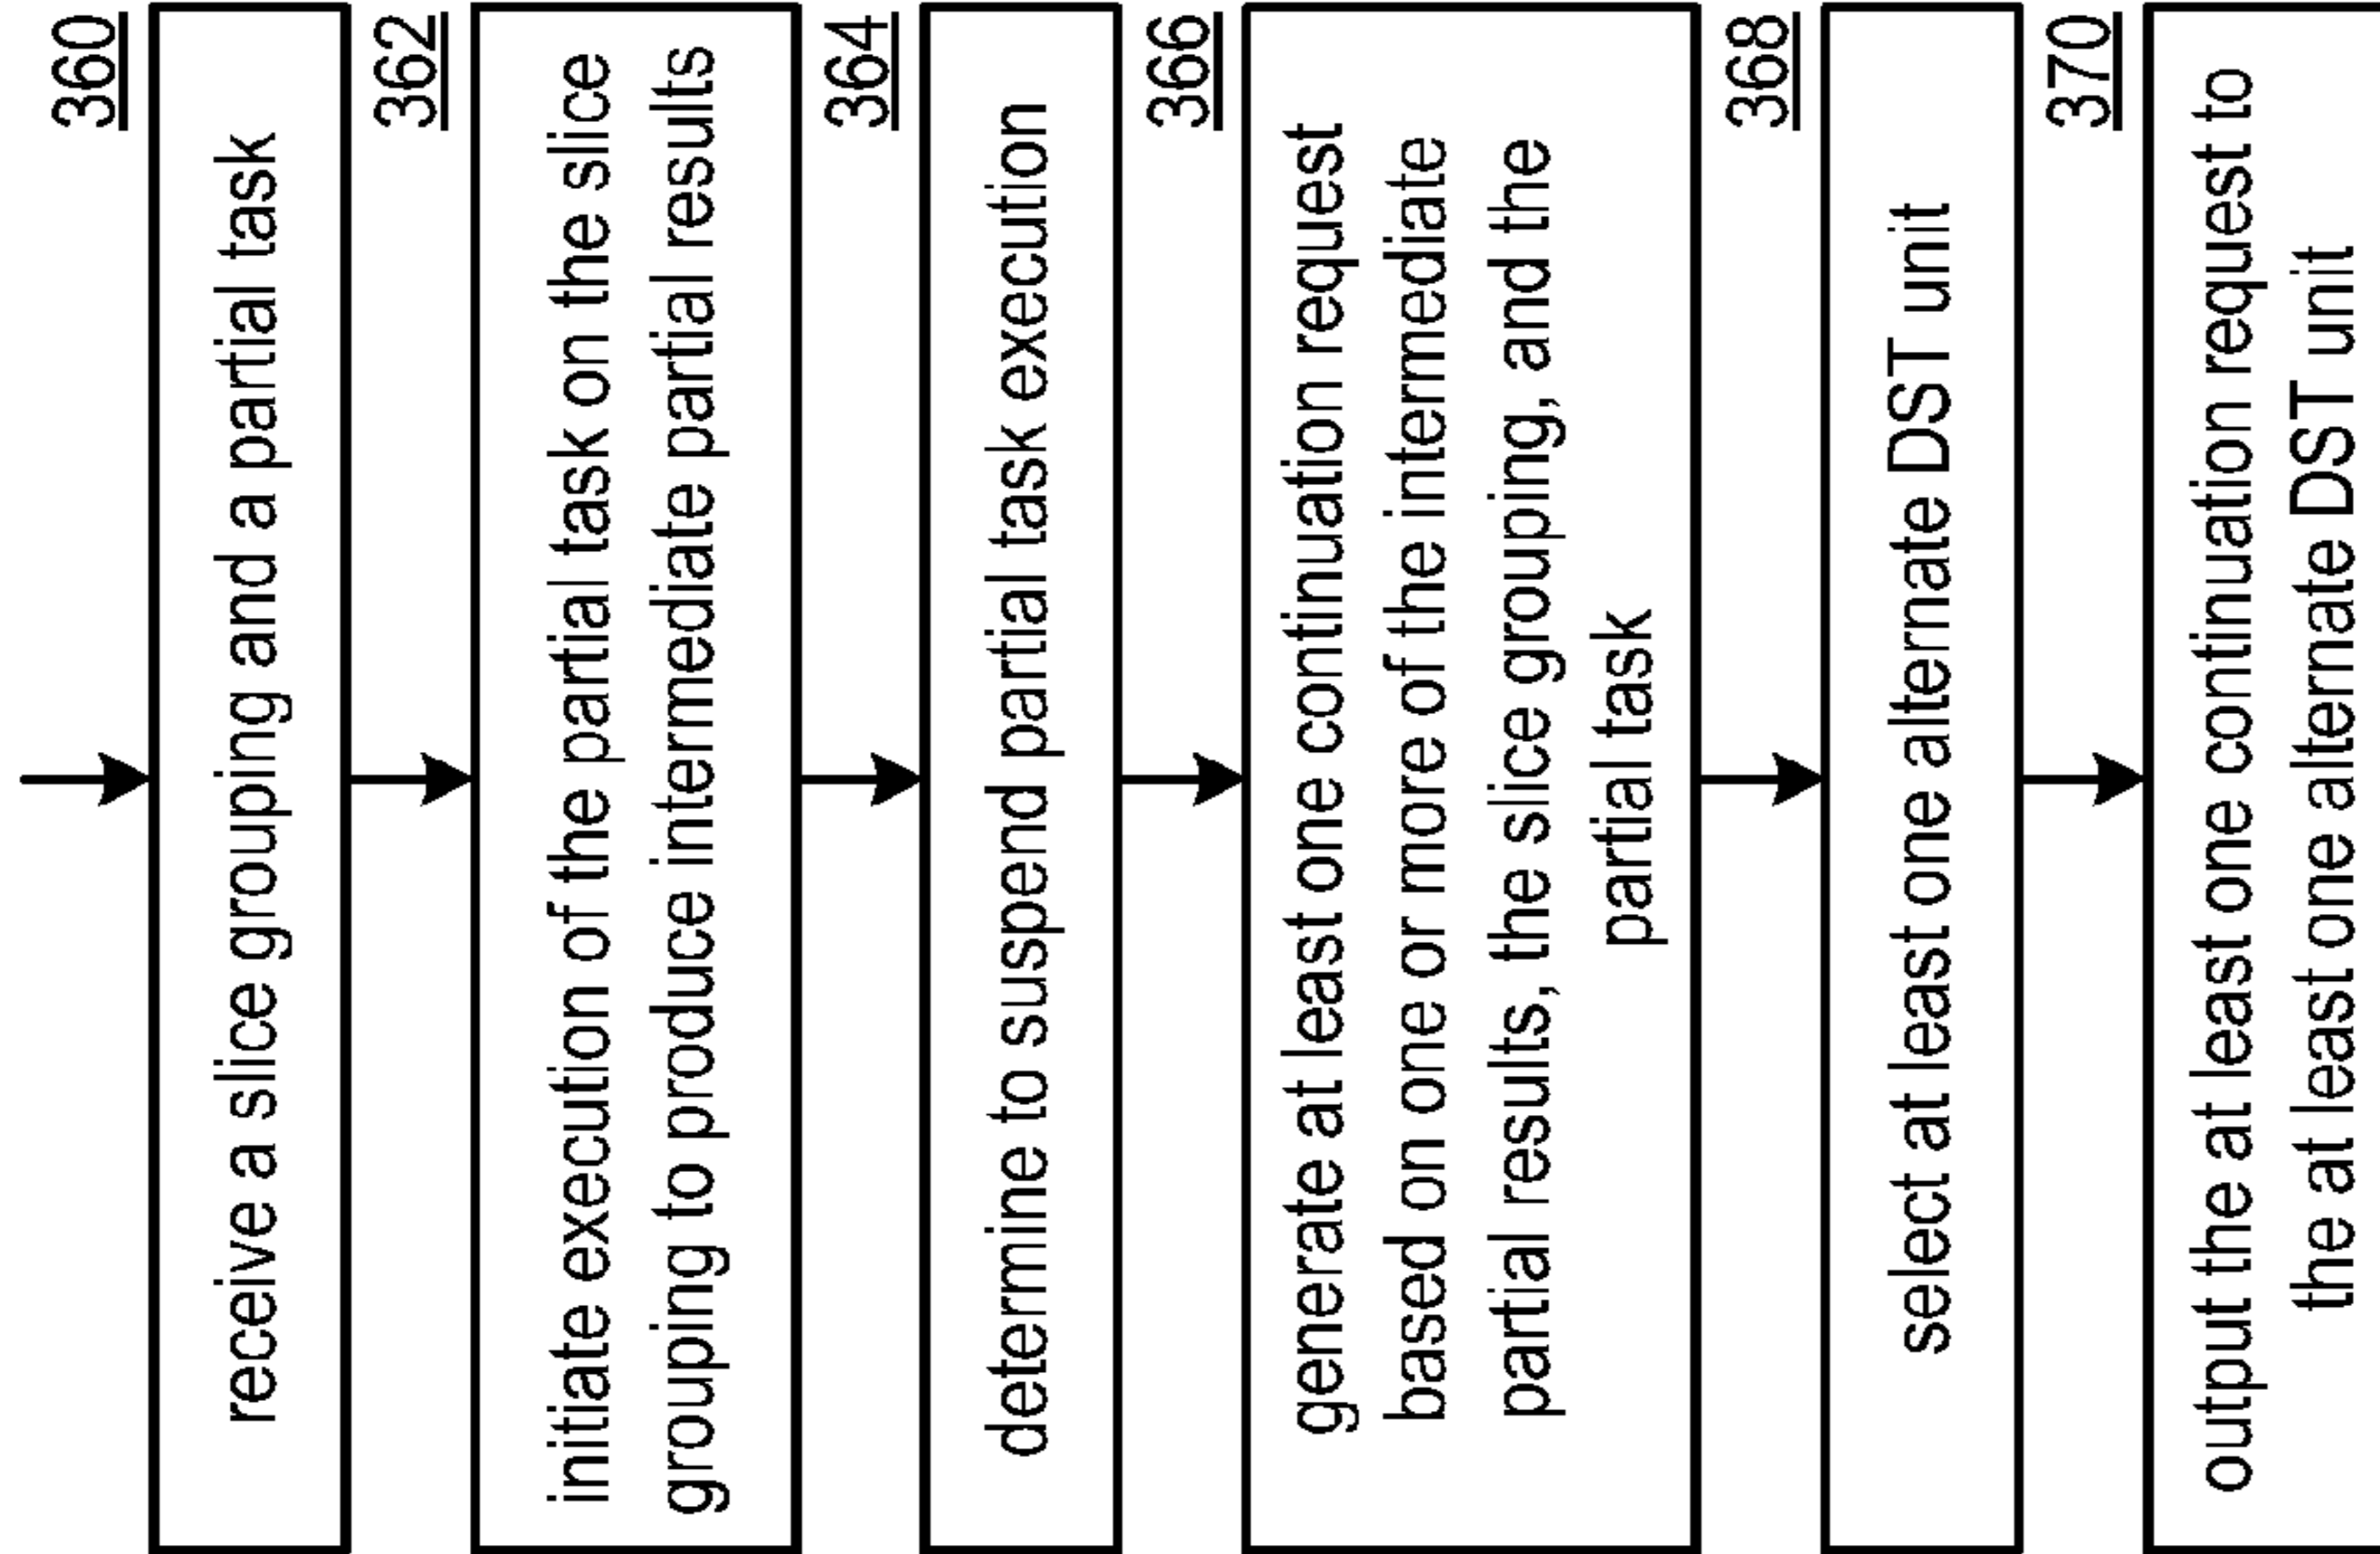 360
receive a slice grouping and a partial task
362
initiate execution of the partial task on the slice
grouping to produce intermediate partial results
364
determine to suspend partial task execution
366
generate at least one continuation request
based on one or more of the intermediate
partial results, the slice grouping, and the
partial task
368
select at least one alternate DST unit
370
output the at least one continuation request to
the at least one alternate DST unit